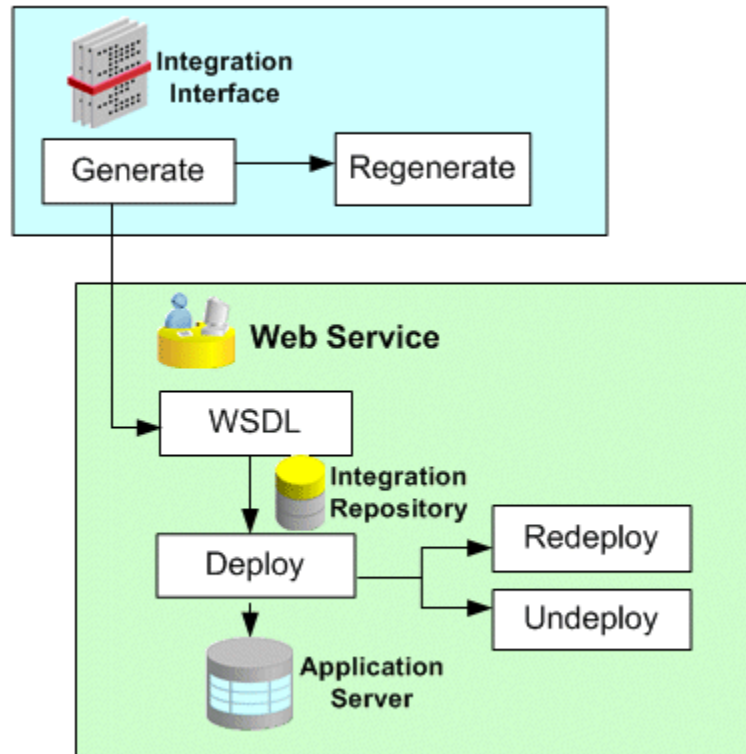 Integration
Interface
Generate
Regenerate
Web Service
WSDL
Integration
Repository
Deploy
Redeploy
Undeploy
Application
Server